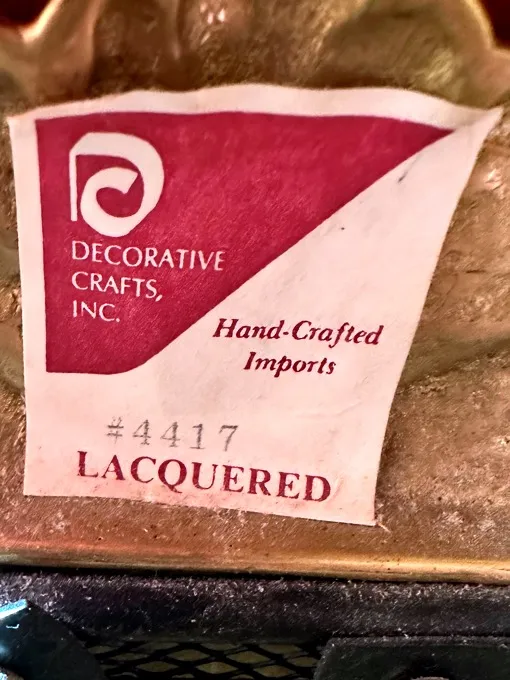 DECORATIVE
CRAFTS,
INC.
Hand-Crafted
Imports
#4417
LACQUERED